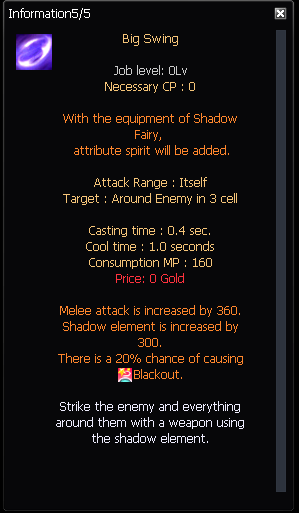 Information5/5
Big Swing
Job level: 0Lv
Necessary CP : 0
With the equipment of Shadow
Fairy,
attribute spirit will be added.
Attack Range : Itself
Target : Around Enemy in 3 cell
Casting time : 0.4 sec.
Cool time : 1.0 seconds
Consumption MP : 160
Price: 0 Gold
Melee attack is increased by 360.
Shadow element is increased by
300.
There is a 20% chance of causing
Blackout.
Strike the enemy and everything
around them with a weapon using
the shadow element.